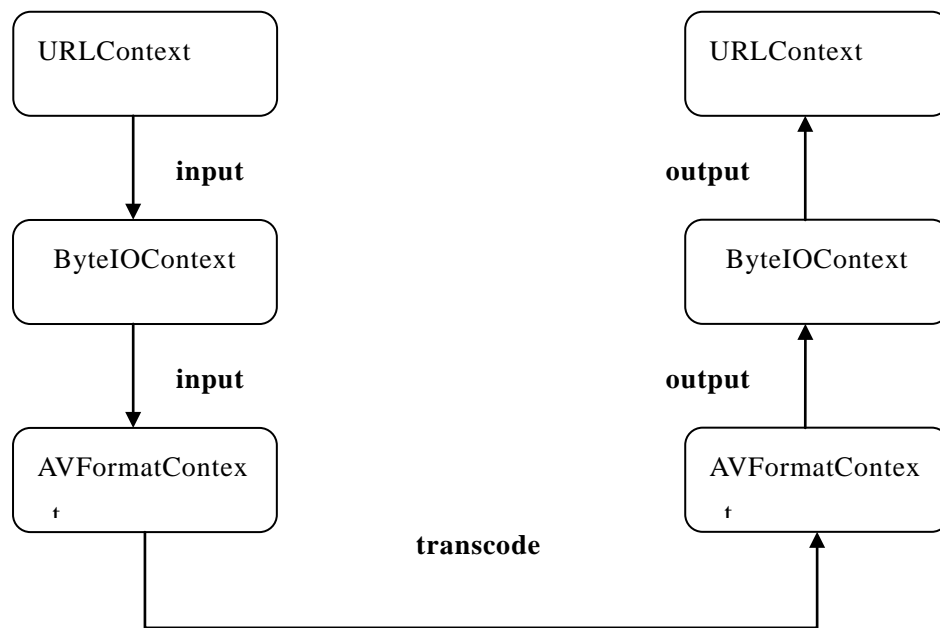 URLContext
URLContext
input
output
ByteIOContext
ByteIOContext
input
output
AVFormatContex
t
AVFormatContex
t
transcode